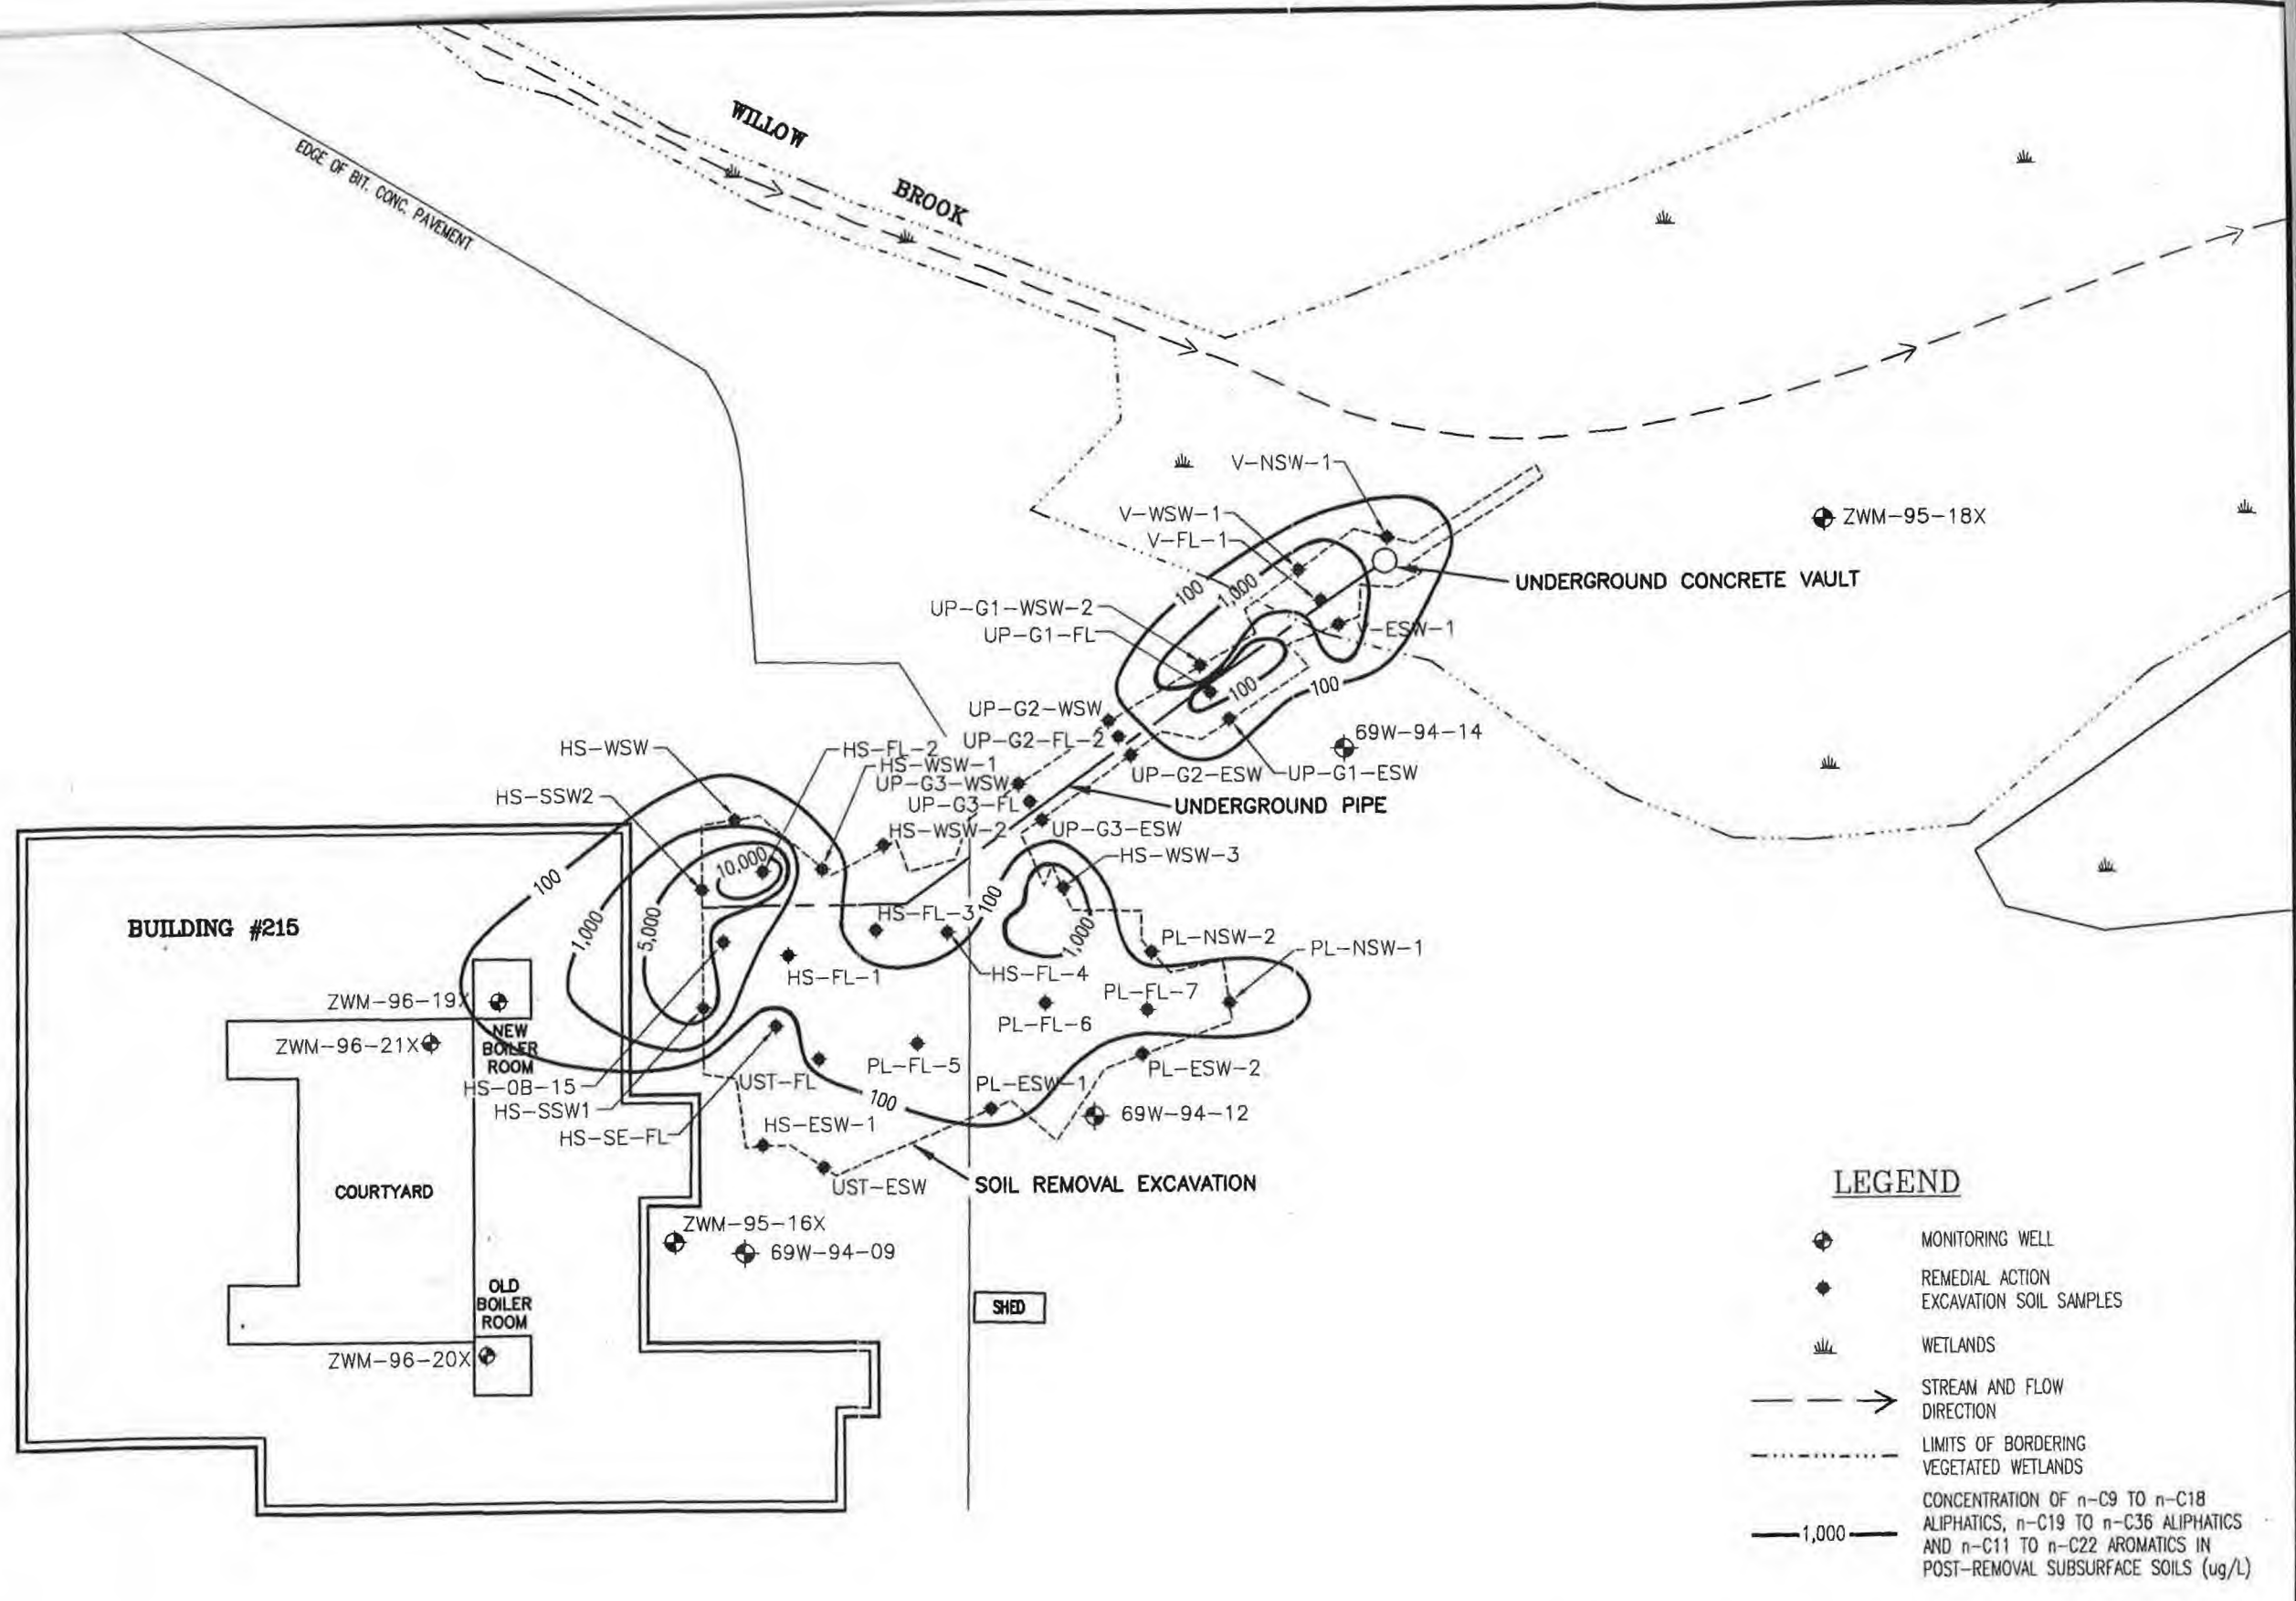 WILLOW
BROOK
EDGE OF BIT. CONC. PAVEMENT
V-NSW-1
V-WSW-1
V-FL-1
ZWM-95-18X
UNDERGROUND CONCRETE VAULT
100
1,000
UP-G1-WSW-2
UP-G1-FL
V-ESW-1
100
100
UP-G2-WSW
UP-G2-FL-2
69W-94-14
UP-G2-ESW
UP-G1-ESW
HS-WSW
HS-FL-2
HS-WSW-1
UP-G3-WSW
UP-G3-FL
UNDERGROUND PIPE
HS-SSW2
HS-WSW-2
UP-G3-ESW
HS-WSW-3
10,000
100
100
BUILDING #215
1,000
5,000
HS-FL-3
1,000
PL-NSW-2
PL-NSW-1
HS-FL-1
HS-FL-4
PL-FL-7
ZWM-96-19X
PL-FL-6
NEW
BOILER
ROOM
ZWM-96-21X
PL-FL-5
PL-ESW-2
HS-OB-15
UST-FL
PL-ESW-1
100
HS-SSW1
69W-94-12
HS-SE-FL
HS-ESW-1
COURTYARD
UST-ESW
SOIL REMOVAL EXCAVATION
ZWM-95-16X
69W-94-09
OLD
BOILER
ROOM
SHED
ZWM-96-20X
LEGEND
MONITORING WELL
REMEDIAL ACTION
EXCAVATION SOIL SAMPLES
WETLANDS
STREAM AND FLOW
DIRECTION
LIMITS OF BORDERING
VEGETATED WETLANDS
1,000
CONCENTRATION OF n-C9 TO n-C18
ALIPHATICS, n-C19 TO n-C36 ALIPHATICS
AND n-C11 TO n-C22 AROMATICS IN
POST-REMOVAL SUBSURFACE SOILS (ug/L)